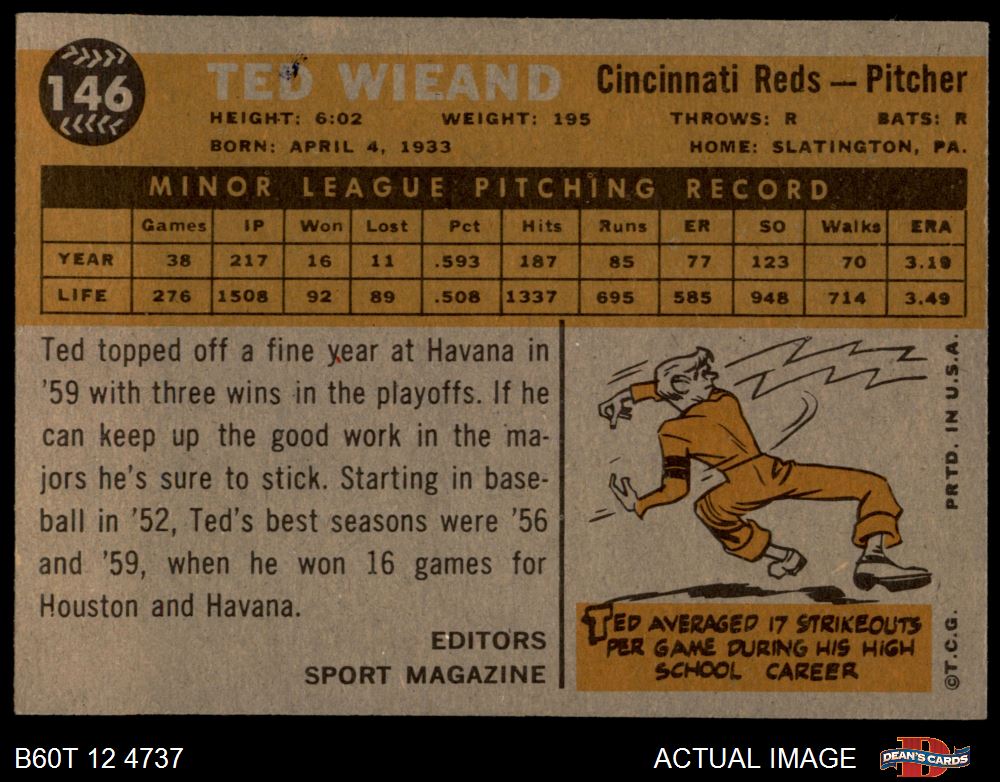 146
TED WIEAND Cincinnati Reds — Pitcher
HEIGHT: 6:02 WEIGHT: 195 THROWS: R BATS: R
BORN: APRIL 4, 1933 HOME: SLATINGTON, PA.
MINOR LEAGUE PITCHING RECORD
Games IP Won Lost Pct Hits Runs ER SO Walks ERA
YEAR 38 217 16 11 .593 187 85 77 123 70 3.19
LIFE 276 1508 92 89 .508 1337 695 585 948 714 3.49
Ted topped off a fine year at Havana in
'59 with three wins in the playoffs. If he
can keep up the good work in the ma-
jors he's sure to stick. Starting in base-
ball in '52, Ted's best seasons were '56
and '59, when he won 16 games for
Houston and Havana.
EDITORS
SPORT MAGAZINE
TED AVERAGED 17 STRIKEOUTS
PER GAME DURING HIS HIGH
SCHOOL CAREER
©T.C.G. PRTD. IN U.S.A.
B60T 12 4737 ACTUAL IMAGE DEAN'S CARDS